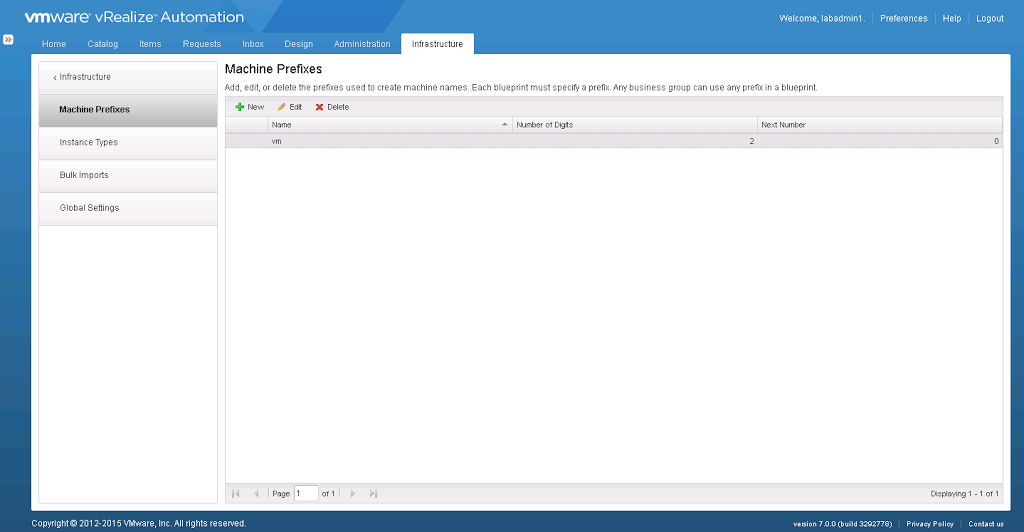 vmware vRealize Automation
Welcome, labadmin1. Preferences Help Logout
Home Catalog Items Requests Inbox Design Administration Infrastructure
Infrastructure
Machine Prefixes
Instance Types
Bulk Imports
Global Settings
Machine Prefixes
Add, edit, or delete the prefixes used to create machine names. Each blueprint must specify a prefix. Any business group can use any prefix in a blueprint.
New Edit Delete
Name Number of Digits Next Number
vm 2 0
Page 1 of 1 Displaying 1 - 1 of 1
Copyright © 2012-2015 VMware, Inc. All rights reserved. version 7.0.0 (build 3292778) Privacy Policy Contact us